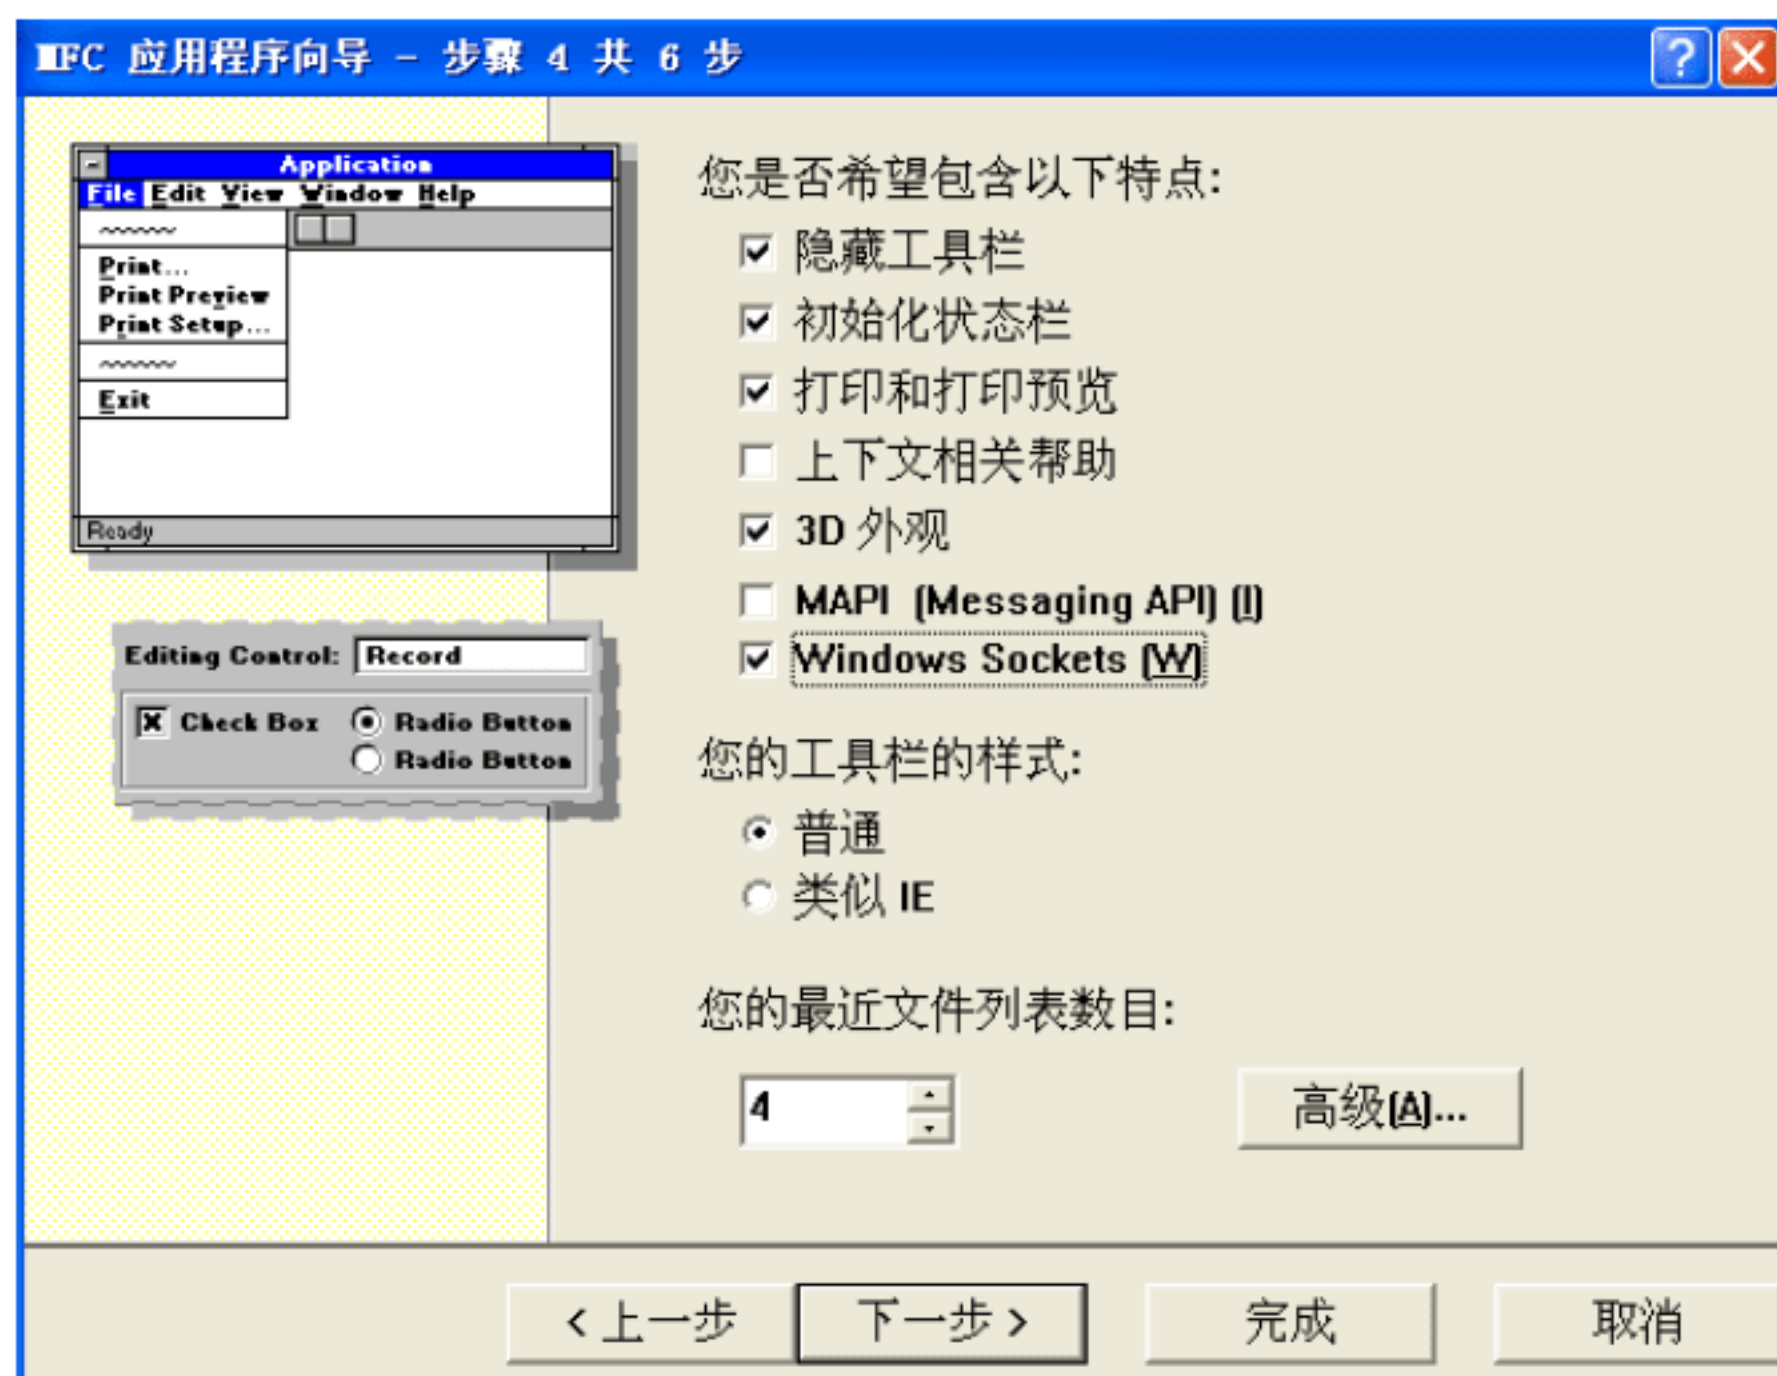 MFC 应用程序向导 - 步骤 4 共 6 步
Application
File Edit View Window Help
Print...
Print Preview
Print Setup...
Exit
Ready
Editing Control: Record
Check Box Radio Button
Radio Button
您是否希望包含以下特点:
隐藏工具栏
初始化状态栏
打印和打印预览
上下文相关帮助
3D 外观
MAPI (Messaging API) (I)
Windows Sockets (W)
您的工具栏的样式:
普通
类似 IE
您的最近文件列表数目:
4
高级(A)...
< 上一步
下一步 >
完成
取消